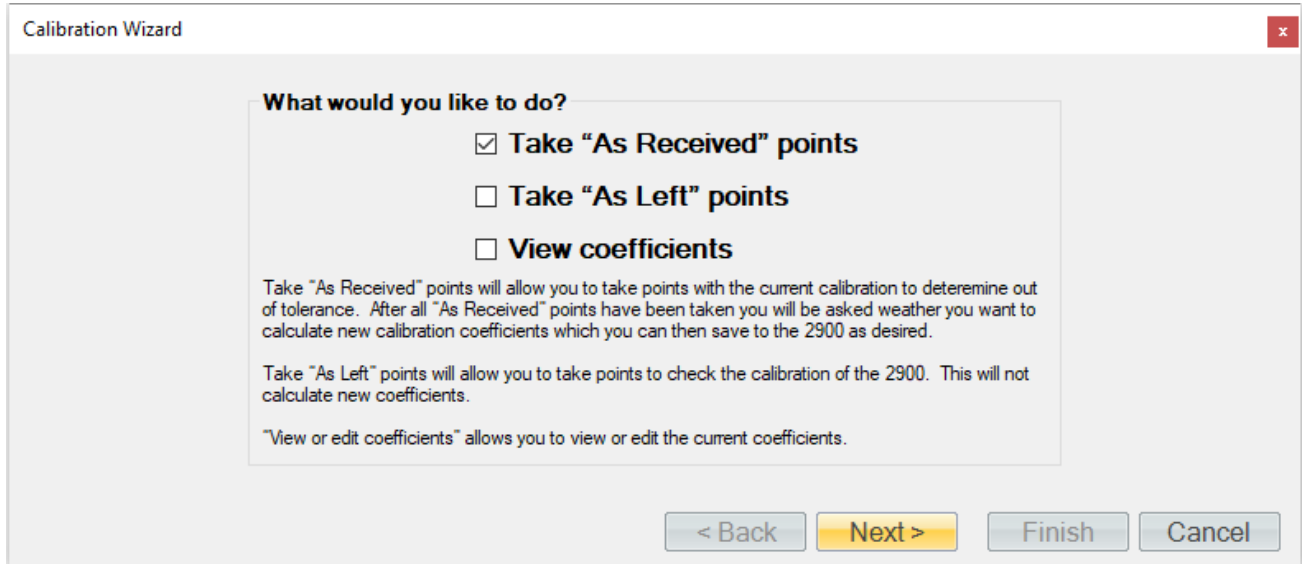 Calibration Wizard
x
What would you like to do?
Take “As Received” points
Take “As Left” points
View coefficients
Take "As Received" points will allow you to take points with the current calibration to deteremine out
of tolerance.  After all "As Received" points have been taken you will be asked weather you want to
calculate new calibration coefficients which you can then save to the 2900 as desired.
Take "As Left" points will allow you to take points to check the calibration of the 2900.  This will not
calculate new coefficients.
"View or edit coefficients" allows you to view or edit the current coefficients.
< Back
Next >
Finish
Cancel